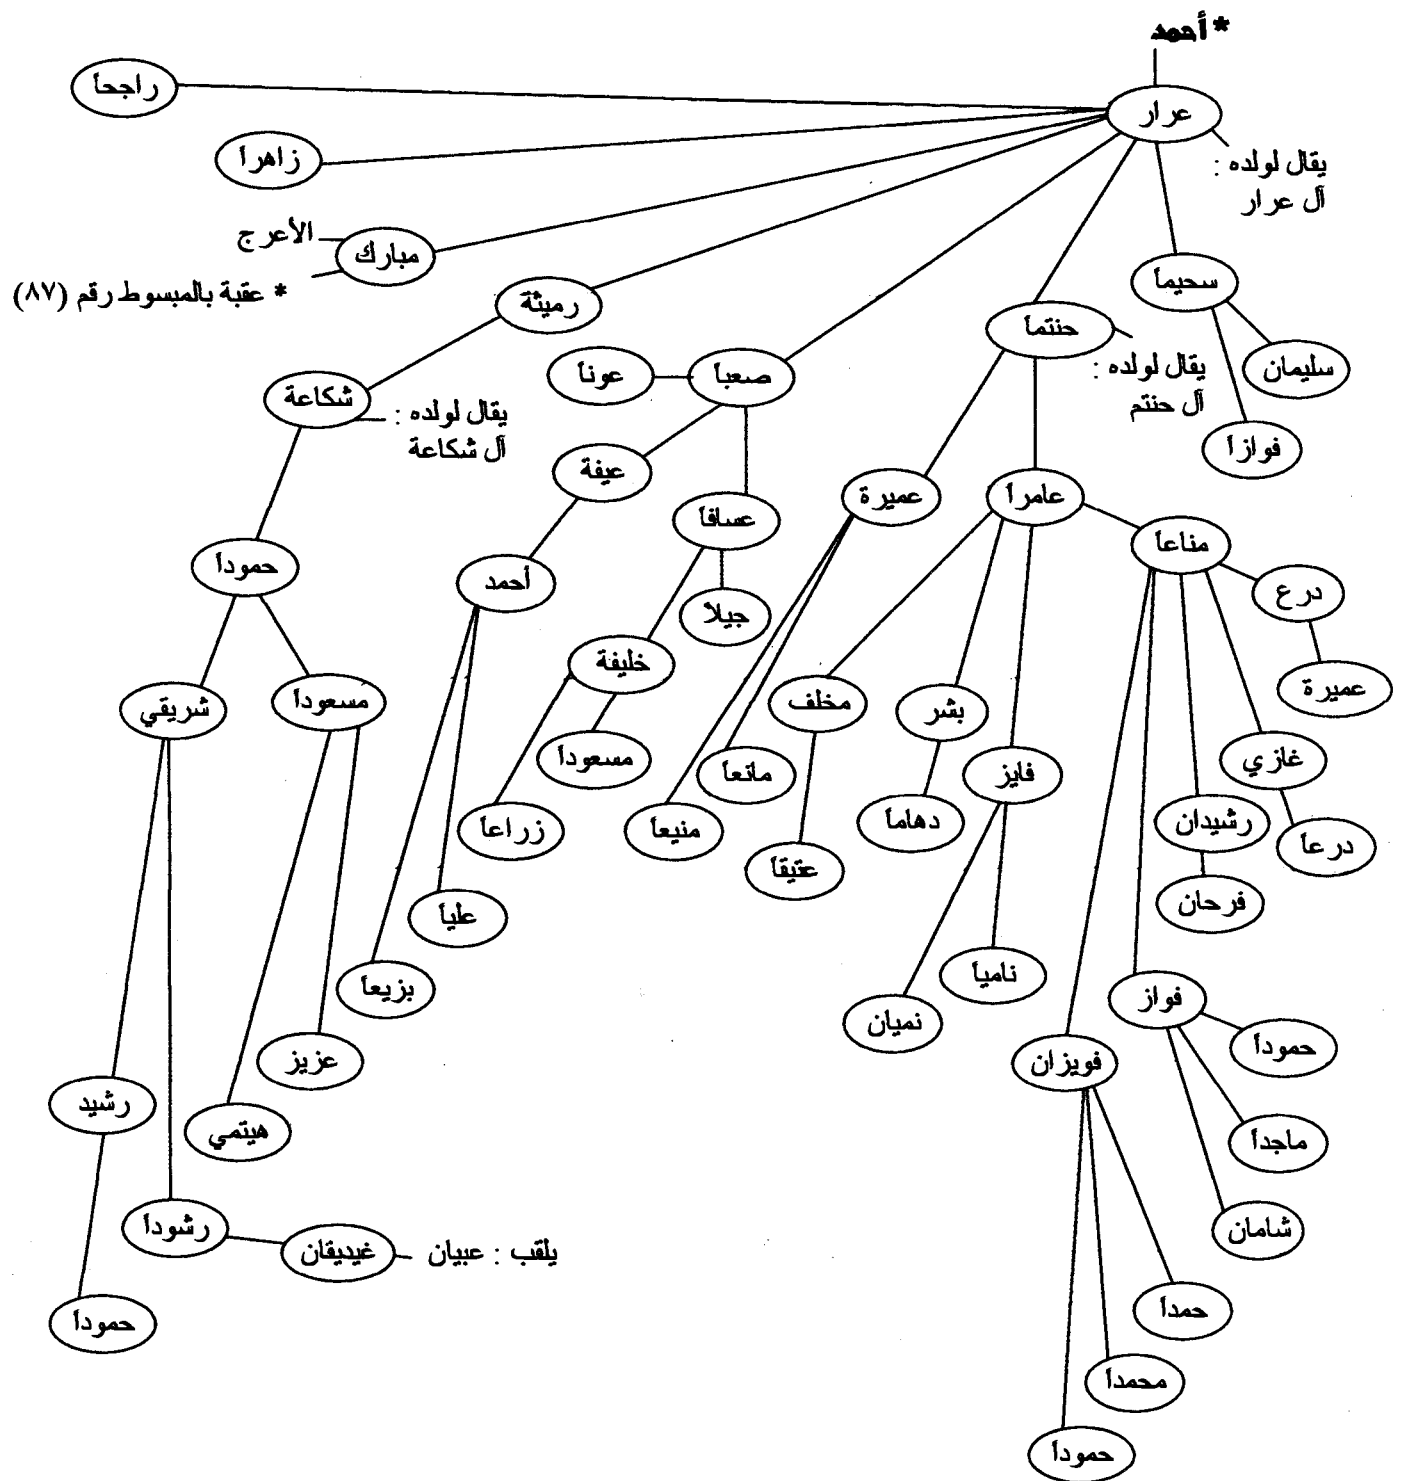 * أحمد
عرار
يقال لولده :
آل عرار
راجحاً
زاهراً
مبارك
الأعرج
* عقبة بالمبسوط رقم (٨٧)
رميثة
شكاعة
يقال لولده :
آل شكاعة
صعباً
عوناً
حنتماً
يقال لولده :
آل حنتم
سحيماً
سليمان
فوازاً
عيفة
عسافاً
عميرة
عامراً
مناعاً
درع
عميرة
حموداً
أحمد
جيلاً
خليفة
مسعوداً
زراعاً
شريقي
مسعوداً
مانعاً
منيعاً
مخلف
عتيقاً
بشر
دهاماً
فايز
نامياً
نميان
غازي
درعاً
رشيدان
فرحان
علياً
بزيعاً
عزيز
هيتمي
رشيد
حموداً
رشوداً
غيديقان
يلقب : عبيان
فواز
حموداً
ماجداً
شامان
فويزان
حمداً
محمداً
حموداً